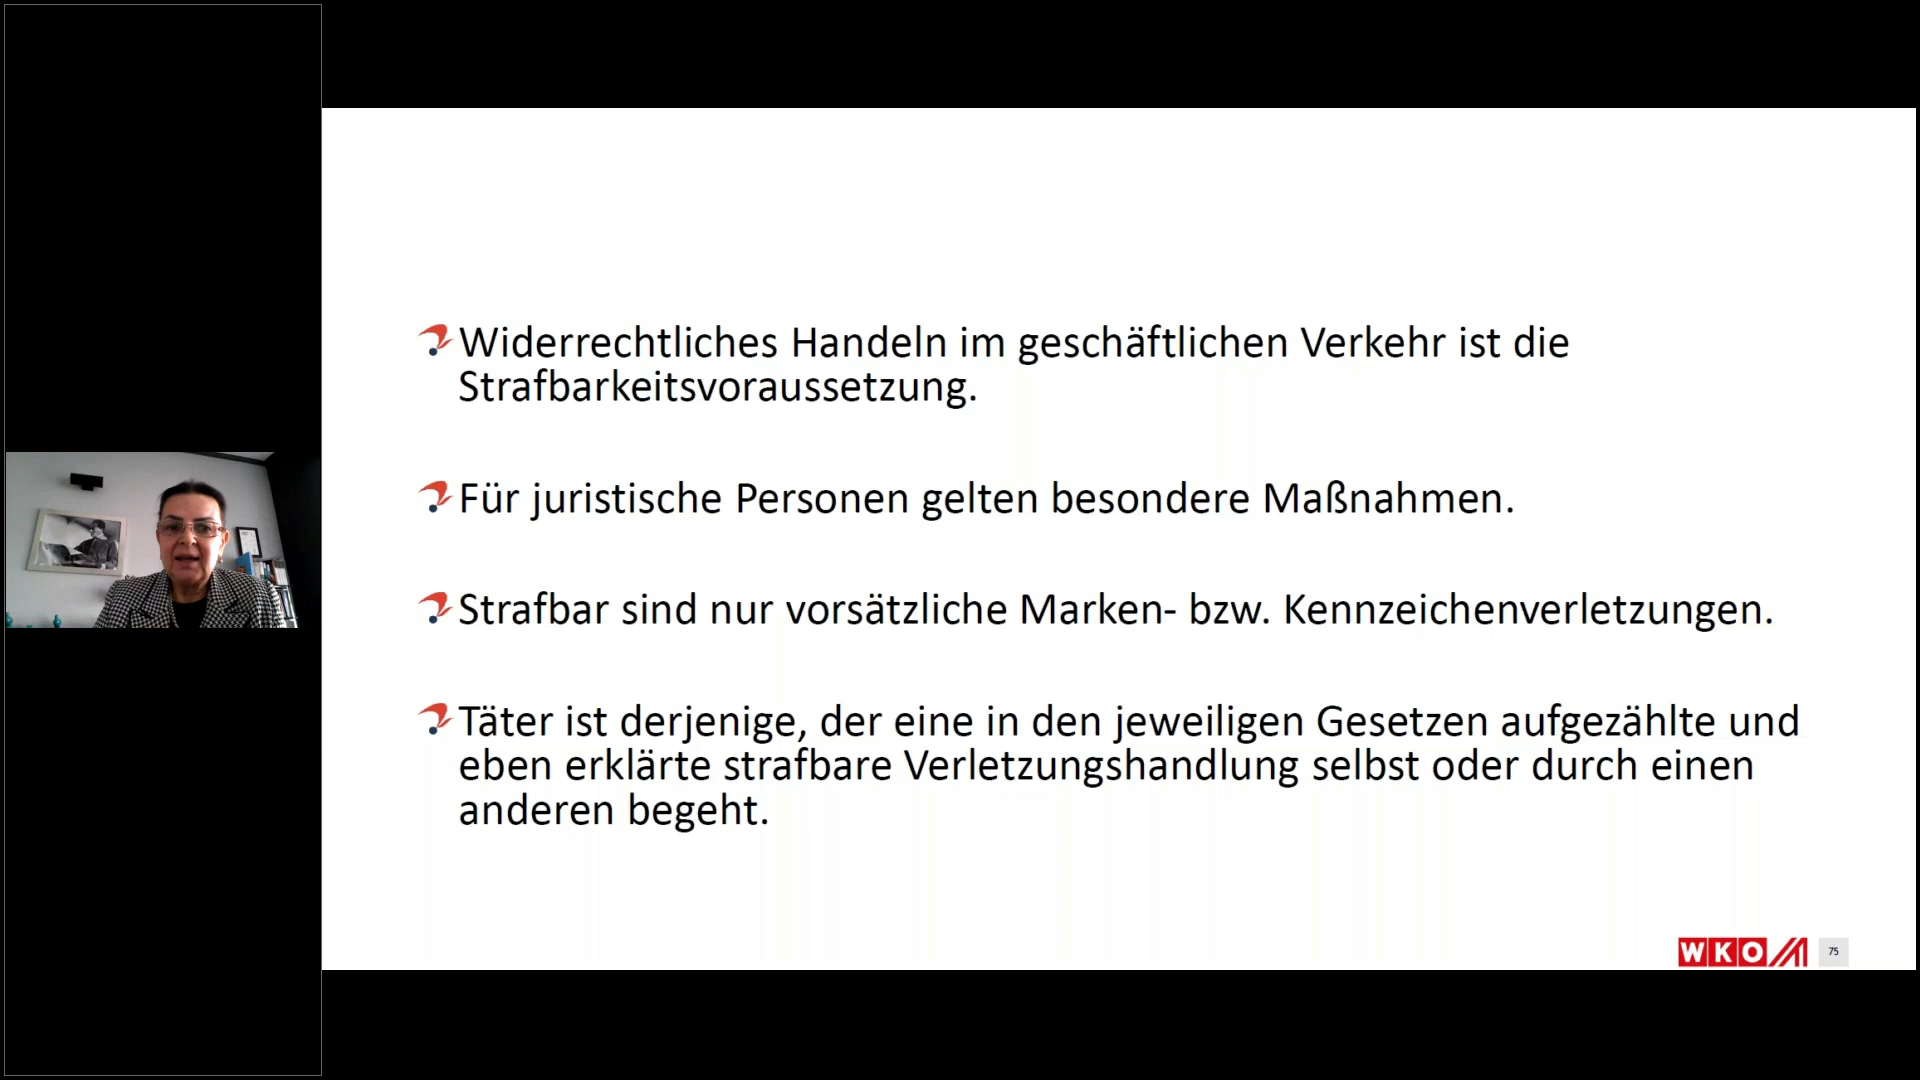 Widerrechtliches Handeln im geschäftlichen Verkehr ist die
Strafbarkeitsvoraussetzung.
Für juristische Personen gelten besondere Maßnahmen.
Strafbar sind nur vorsätzliche Marken- bzw. Kennzeichenverletzungen.
Täter ist derjenige, der eine in den jeweiligen Gesetzen aufgezählte und
eben erklärte strafbare Verletzungshandlung selbst oder durch einen
anderen begeht.
WKO
75